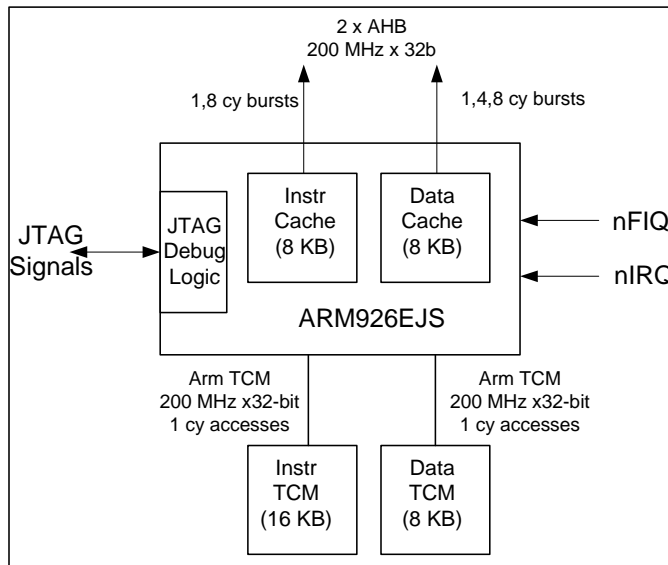 2 x AHB
200 MHz x 32b
1,8 cy bursts
1,4,8 cy bursts
Instr
Cache
(8 KB)
Data
Cache
(8 KB)
JTAG
Debug
Logic
JTAG
Signals
nFIQ
nIRQ
ARM926EJS
Arm TCM
200 MHz x32-bit
1 cy accesses
Arm TCM
200 MHz x32-bit
1 cy accesses
Instr
TCM
(16 KB)
Data
TCM
(8 KB)